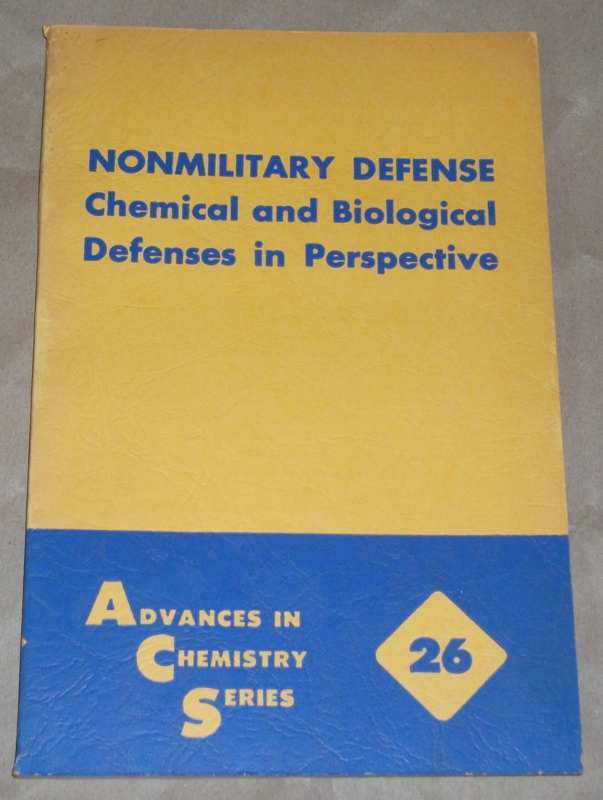 NONMILITARY DEFENSE
Chemical and Biological
Defenses in Perspective
ADVANCES IN
CHEMISTRY
SERIES
26